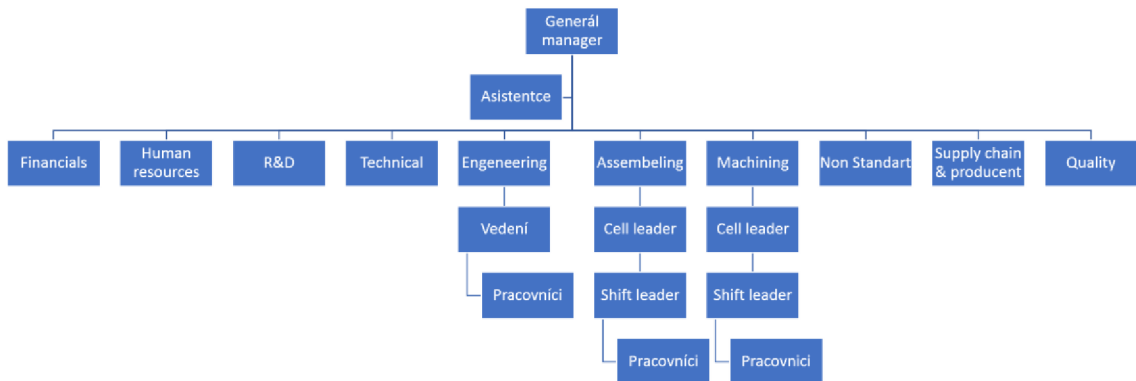 Generál
manager
Asistentce
Financials
Human
resources
R&D
Technical
Engeneering
Assembeling
Machining
Non Standart
Supply chain
& producent
Quality
Vedení
Cell leader
Cell leader
Pracovníci
Shift leader
Shift leader
Pracovníci
Pracovnici